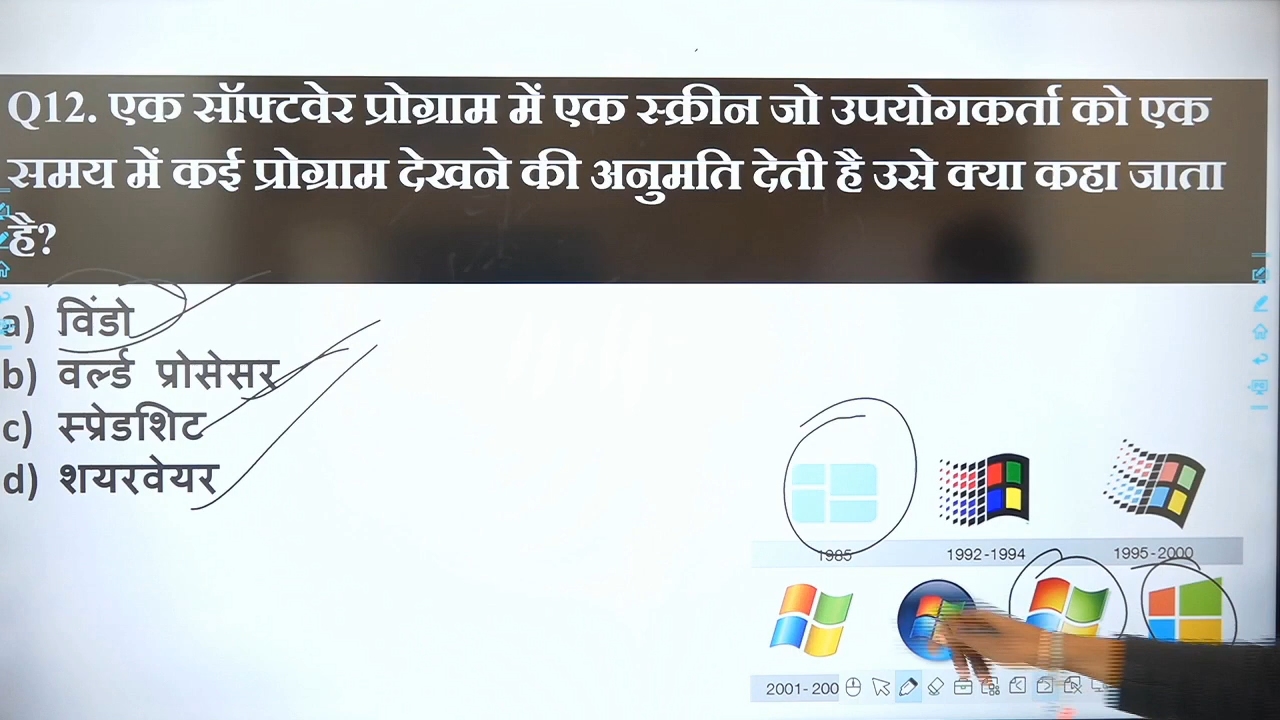 Q12. एक सॉफ्टवेर प्रोग्राम में एक स्क्रीन जो उपयोगकर्ता को एक
समय में कई प्रोग्राम देखने की अनुमति देती है उसे क्या कहा जाता
है?
a) विंडो
b) वर्ल्ड प्रोसेसर
c) स्प्रेडशिट
d) शयरवेयर
1985 1992-1994 1995-2000
2001-200